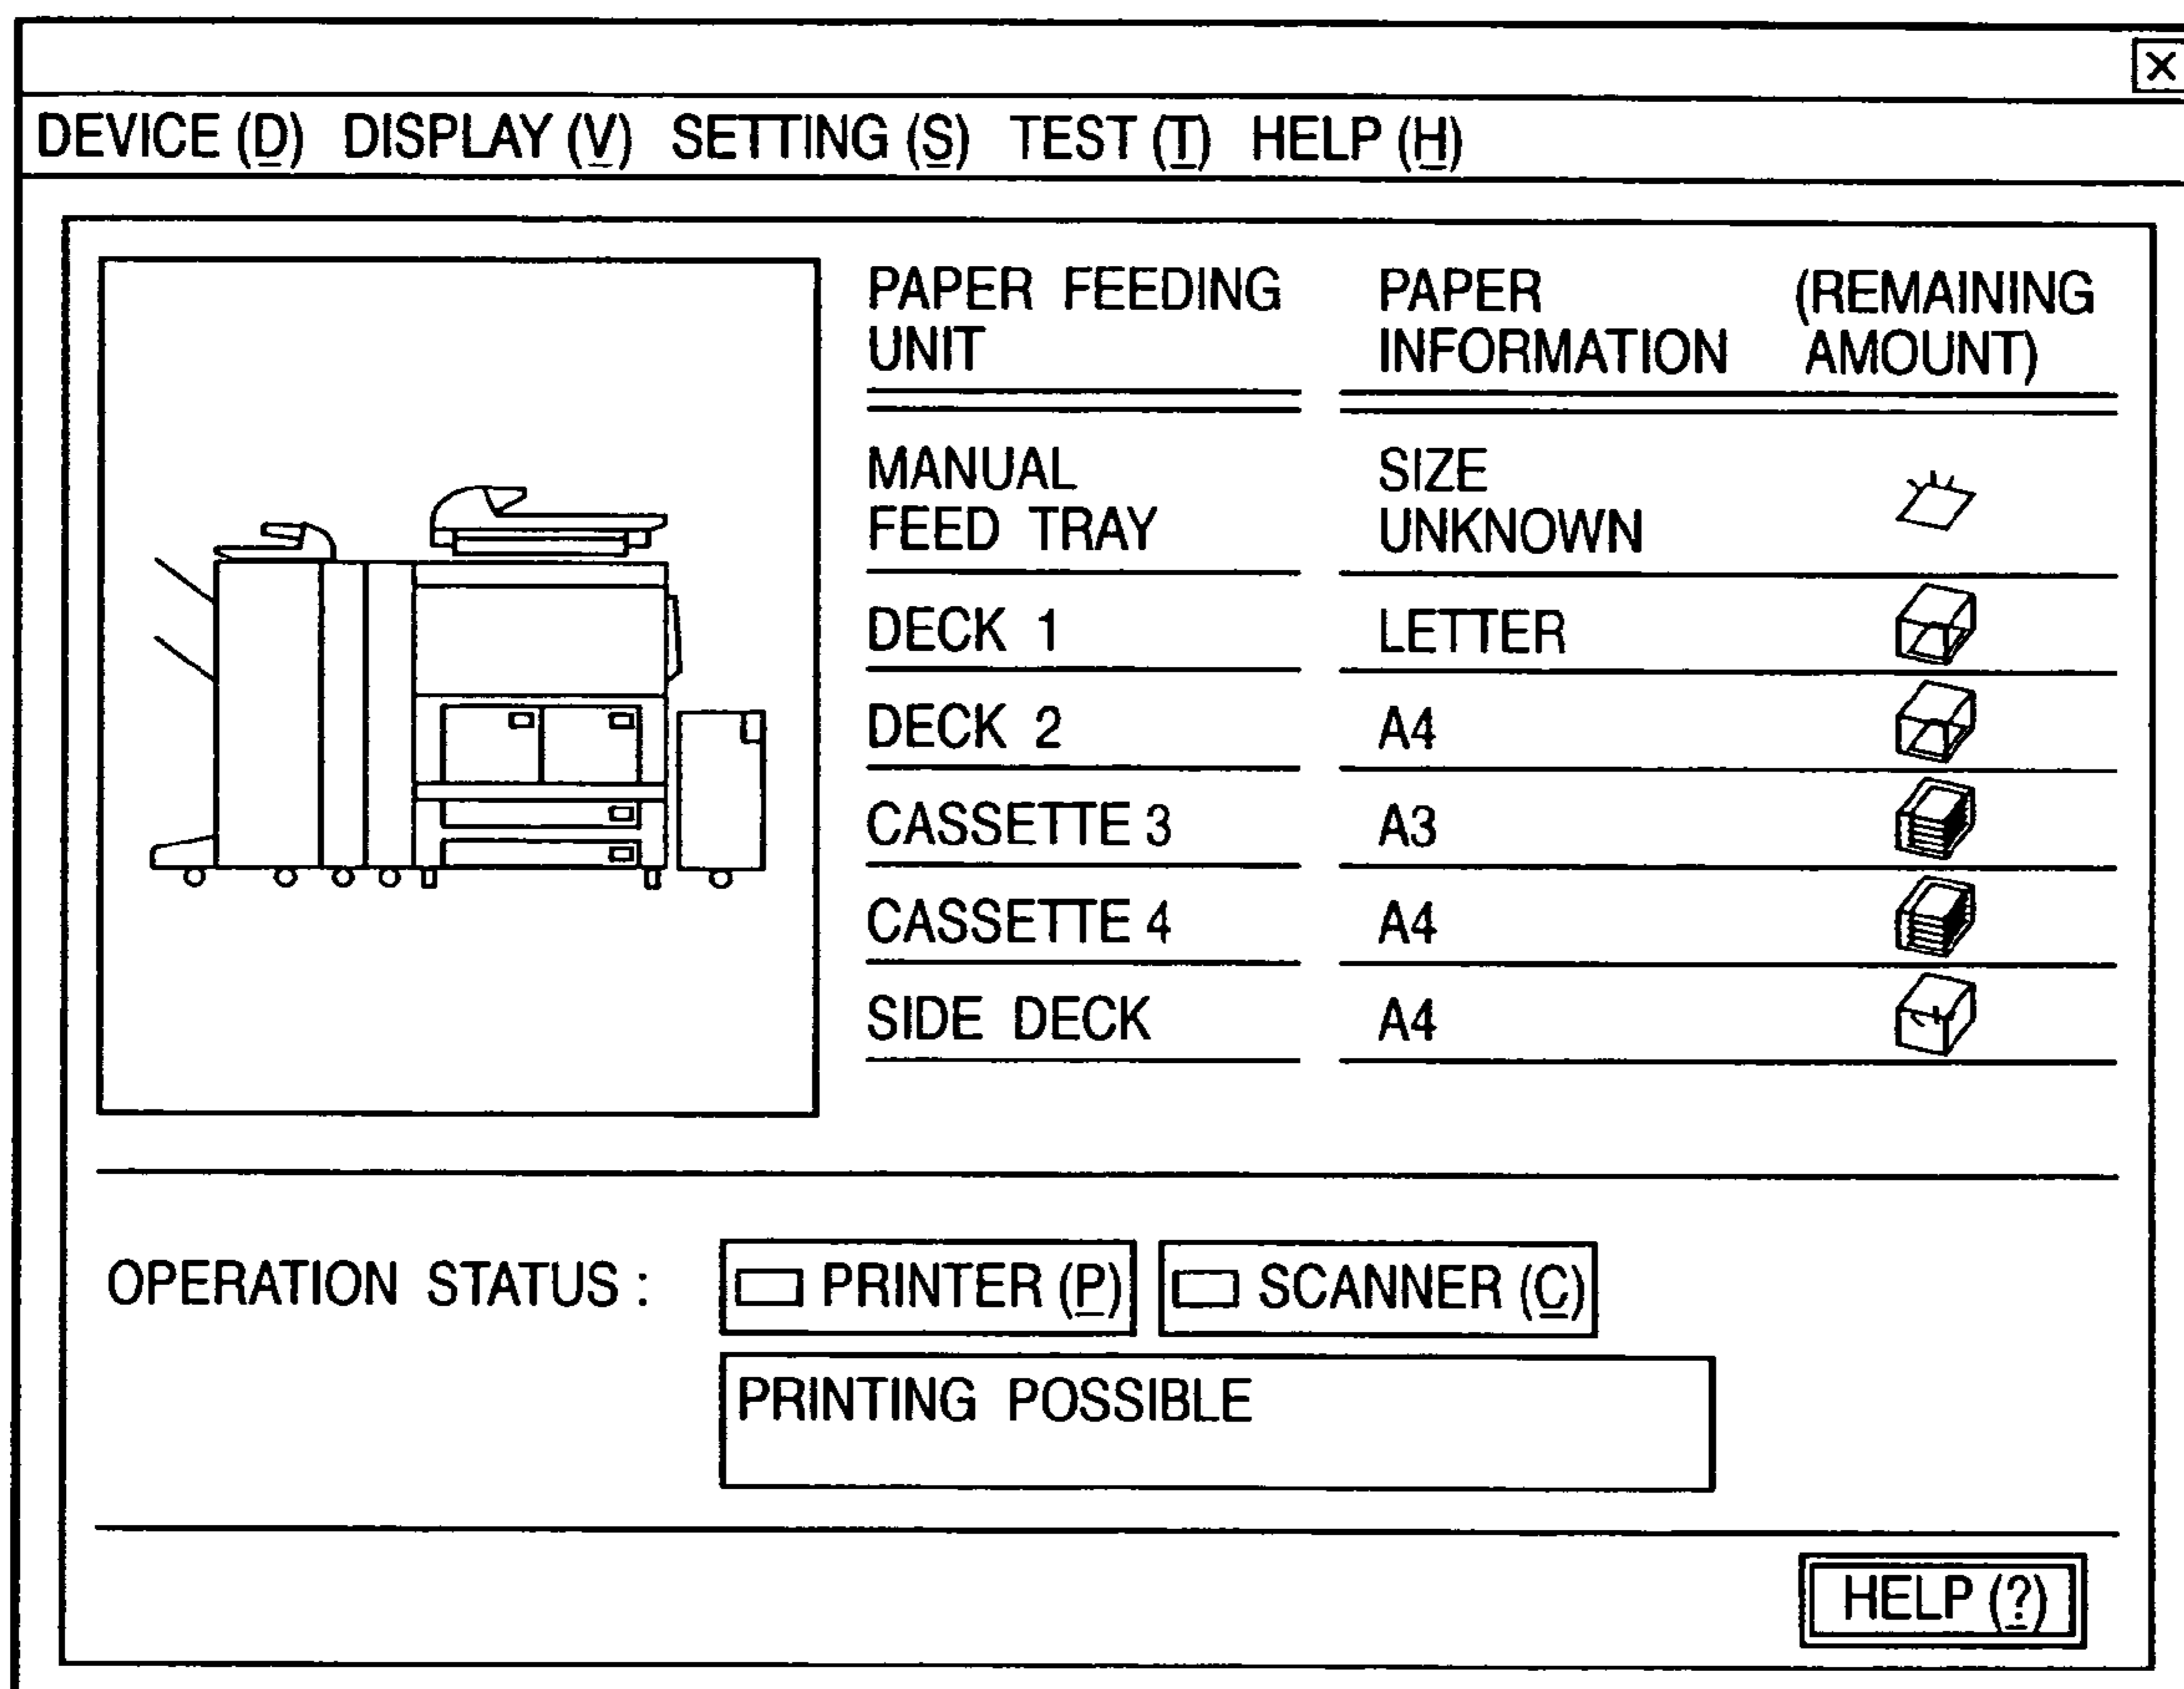 DEVICE (D) DISPLAY (V) SETTING (S) TEST (T) HELP (H)
PAPER FEEDING UNIT PAPER INFORMATION (REMAINING AMOUNT)
MANUAL FEED TRAY SIZE UNKNOWN
DECK 1 LETTER
DECK 2 A4
CASSETTE 3 A3
CASSETTE 4 A4
SIDE DECK A4
OPERATION STATUS : PRINTER (P) SCANNER (C)
PRINTING POSSIBLE
HELP (?)